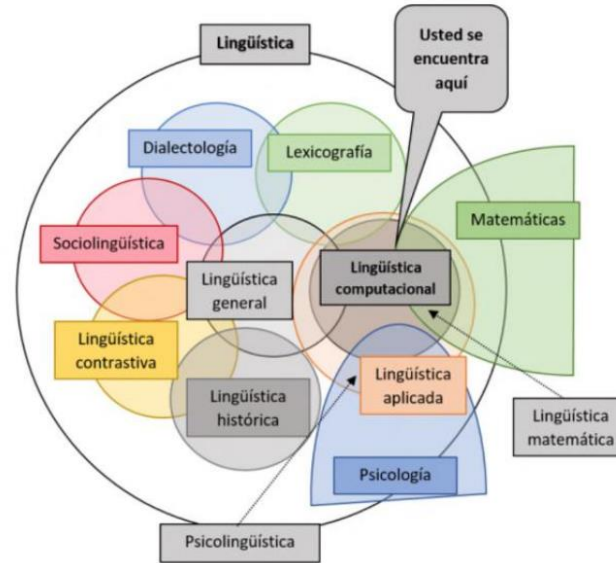 Usted se
encuentra
aquí
Lingüística
Dialectología
Lexicografía
Matemáticas
Sociolingüística
Lingüística
general
Lingüística
computacional
Lingüística
contrastiva
Lingüística
histórica
Lingüística
aplicada
Lingüística
matemática
Psicología
Psicolingüística